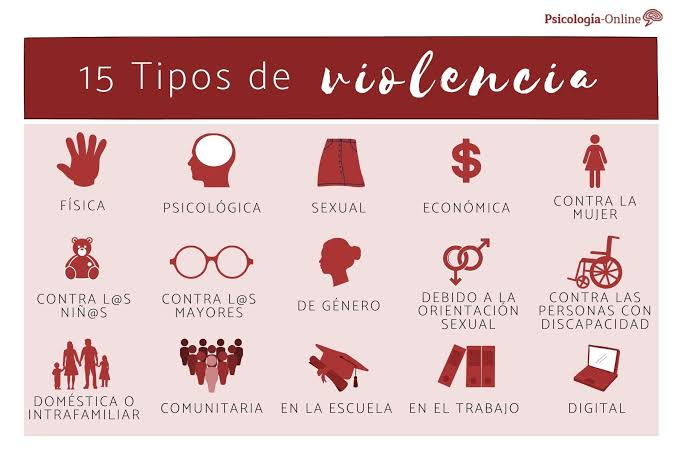 Psicología-Online
15 Tipos de violencia
FÍSICA
PSICOLÓGICA
SEXUAL
ECONÓMICA
CONTRA LA
MUJER
CONTRA L@S
NIÑ@S
CONTRA L@S
MAYORES
DE GÉNERO
DEBIDO A LA
ORIENTACIÓN
SEXUAL
CONTRA LAS
PERSONAS CON
DISCAPACIDAD
DOMÉSTICA O
INTRAFAMILIAR
COMUNITARIA
EN LA ESCUELA
EN EL TRABAJO
DIGITAL